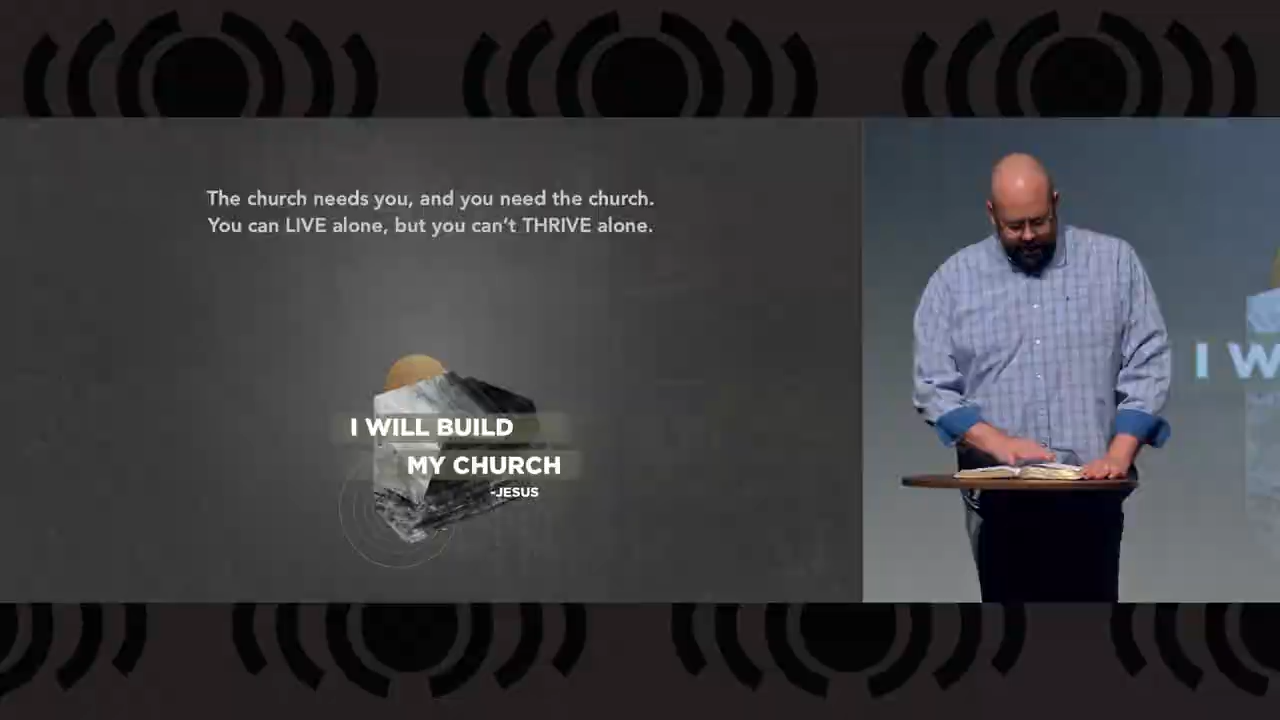 The church needs you, and you need the church.
You can LIVE alone, but you can't THRIVE alone.
I WILL BUILD
MY CHURCH
-JESUS
I W